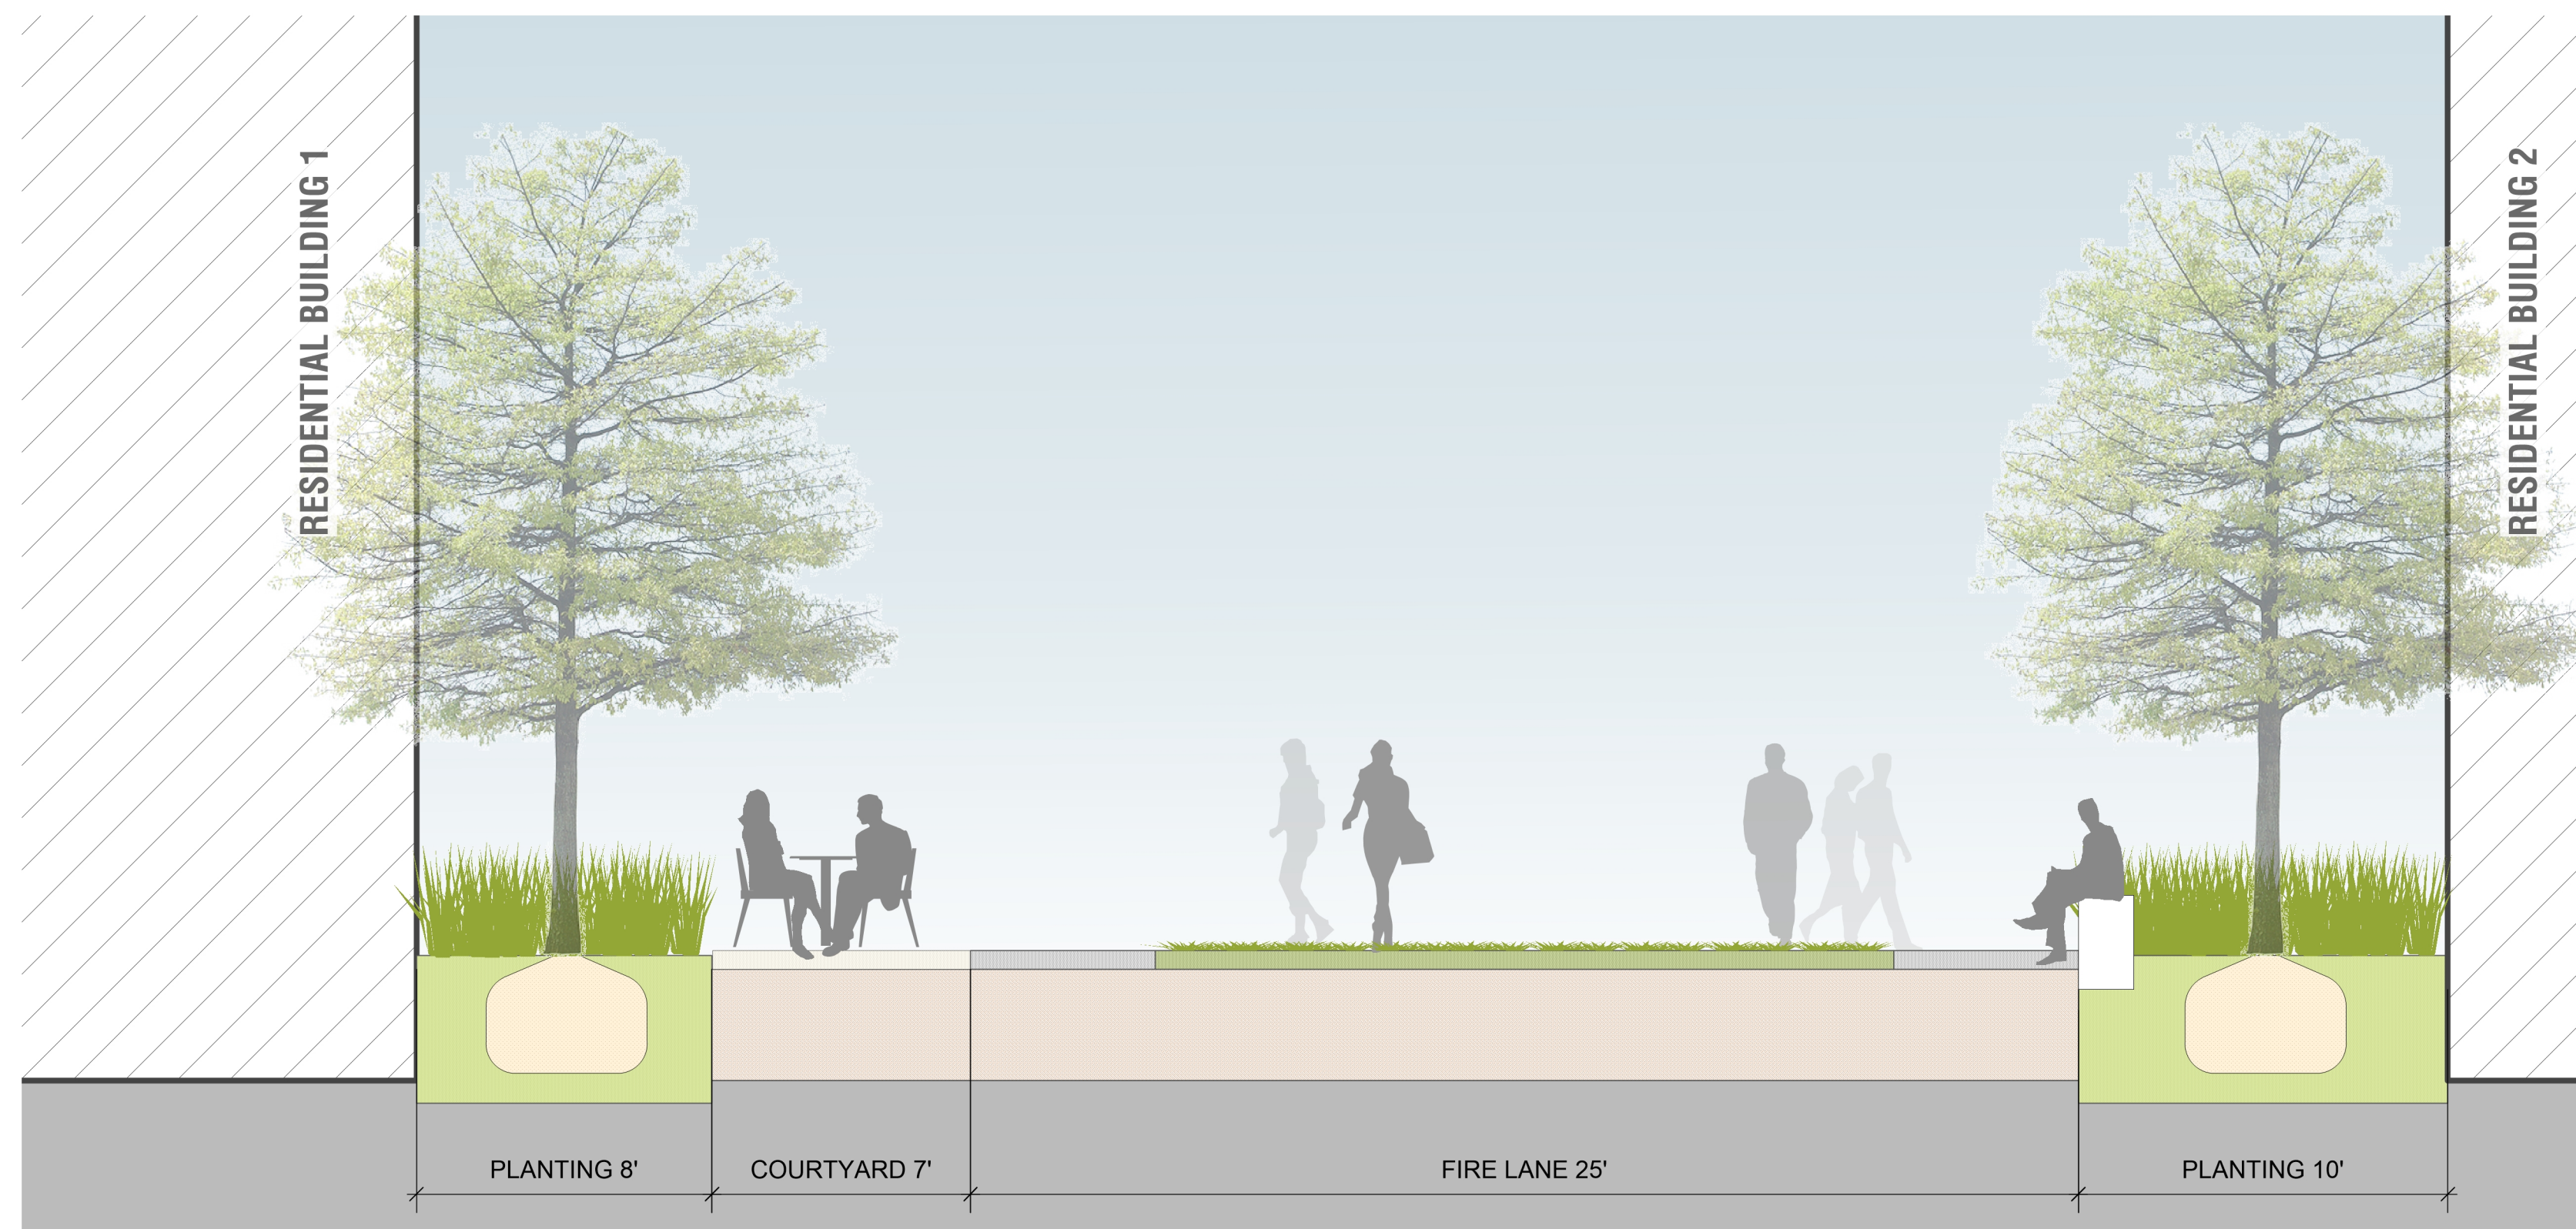 RESIDENTIAL BUILDING 1
RESIDENTIAL BUILDING 2
PLANTING 8'
COURTYARD 7'
FIRE LANE 25'
PLANTING 10'